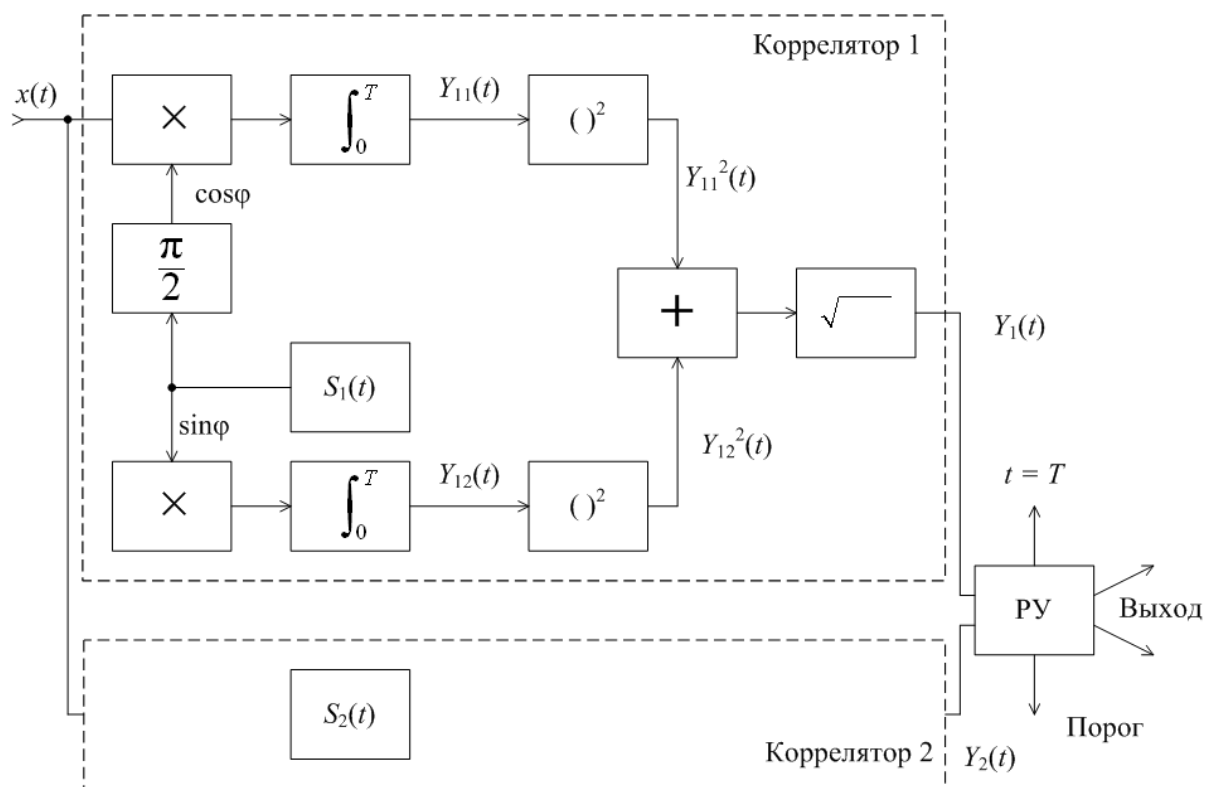 Коррелятор 1
x(t)
×
∫₀ᵀ
Y₁₁(t)
( )²
cosφ
Y₁₁²(t)
π/2
+
√
Y₁(t)
S₁(t)
sinφ
Y₁₂²(t)
×
∫₀ᵀ
Y₁₂(t)
( )²
t = T
РУ
Выход
S₂(t)
Порог
Коррелятор 2
Y₂(t)